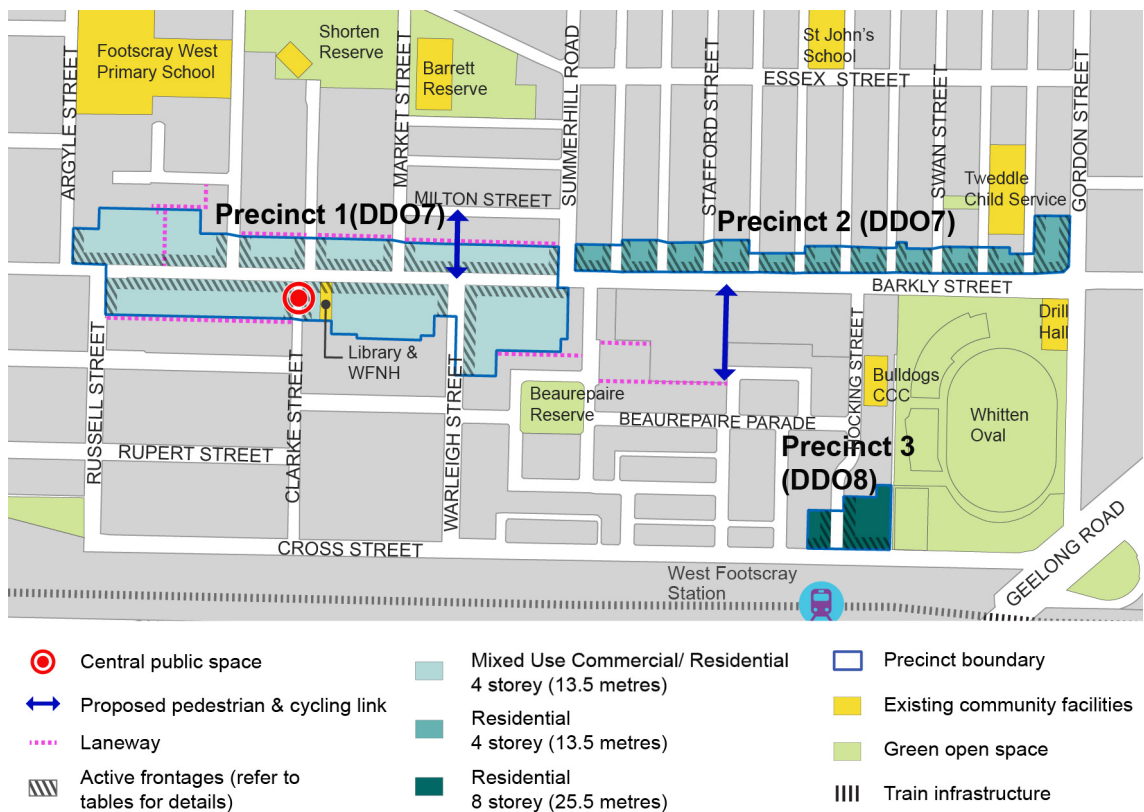 Footscray West
Primary School
Shorten
Reserve
Barrett
Reserve
St John's
School
ESSEX STREET
ARGYLE STREET
MARKET STREET
SUMMERHILL ROAD
STAFFORD STREET
SWAN STREET
GORDON STREET
Tweddle
Child Service
MILTON STREET
Precinct 1(DDO7)
Precinct 2 (DDO7)
BARKLY STREET
Library &
WFNH
Drill
Hall
Bulldogs
CCC
Whitten
Oval
HOCKING STREET
Beaurepaire
Reserve
BEAUREPAIRE PARADE
RUSSELL STREET
CLARKE STREET
WARLEIGH STREET
RUPERT STREET
Precinct 3
(DDO8)
CROSS STREET
GEELONG ROAD
West Footscray
Station
Central public space
Proposed pedestrian & cycling link
Laneway
Active frontages (refer to
tables for details)
Mixed Use Commercial/ Residential
4 storey (13.5 metres)
Residential
4 storey (13.5 metres)
Residential
8 storey (25.5 metres)
Precinct boundary
Existing community facilities
Green open space
Train infrastructure